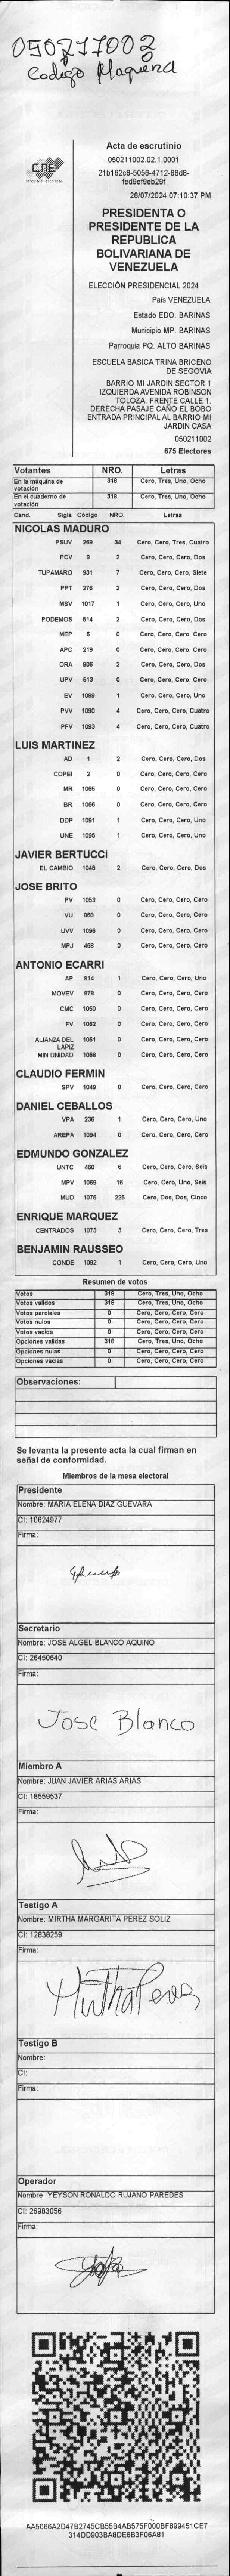 050211002
Codigo Maquina
CNE
Acta de escrutinio
050211002.02.1.0001
21b162c8-5056-4712-88d8-
fed9ef9eb29f
28/07/2024 07:10:37 PM
PRESIDENTA O
PRESIDENTE DE LA
REPUBLICA
BOLIVARIANA DE
VENEZUELA
ELECCIÓN PRESIDENCIAL 2024
Pais VENEZUELA
Estado EDO. BARINAS
Municipio MP. BARINAS
Parroquia PQ. ALTO BARINAS
ESCUELA BASICA TRINA BRICENO
DE SEGOVIA
BARRIO MI JARDIN SECTOR 1
IZQUIERDA AVENIDA ROBINSON
TOLOZA. FRENTE CALLE 1.
DERECHA PASAJE CAÑO EL BOBO
ENTRADA PRINCIPAL AL BARRIO MI
JARDIN CASA
050211002
675 Electores
Votantes NRO. Letras
En la máquina de votación 318 Cero, Tres, Uno, Ocho
En el cuaderno de votación 318 Cero, Tres, Uno, Ocho
Cand. Sigla Código NRO. Letras
NICOLAS MADURO
PSUV 269 34 Cero, Cero, Tres, Cuatro
PCV 9 2 Cero, Cero, Cero, Dos
TUPAMARO 931 7 Cero, Cero, Cero, Siete
PPT 276 2 Cero, Cero, Cero, Dos
MSV 1017 1 Cero, Cero, Cero, Uno
PODEMOS 514 2 Cero, Cero, Cero, Dos
MEP 6 0 Cero, Cero, Cero, Cero
APC 219 0 Cero, Cero, Cero, Cero
ORA 906 2 Cero, Cero, Cero, Dos
UPV 513 0 Cero, Cero, Cero, Cero
EV 1089 1 Cero, Cero, Cero, Uno
PVV 1090 4 Cero, Cero, Cero, Cuatro
PFV 1093 4 Cero, Cero, Cero, Cuatro
LUIS MARTINEZ
AD 1 2 Cero, Cero, Cero, Dos
COPEI 2 0 Cero, Cero, Cero, Cero
MR 1065 0 Cero, Cero, Cero, Cero
BR 1066 0 Cero, Cero, Cero, Cero
DDP 1091 1 Cero, Cero, Cero, Uno
UNE 1095 1 Cero, Cero, Cero, Uno
JAVIER BERTUCCI
EL CAMBIO 1046 2 Cero, Cero, Cero, Dos
JOSE BRITO
PV 1053 0 Cero, Cero, Cero, Cero
VU 868 0 Cero, Cero, Cero, Cero
UVV 1096 0 Cero, Cero, Cero, Cero
MPJ 458 0 Cero, Cero, Cero, Cero
ANTONIO ECARRI
AP 814 1 Cero, Cero, Cero, Uno
MOVEV 878 0 Cero, Cero, Cero, Cero
CMC 1050 0 Cero, Cero, Cero, Cero
FV 1062 0 Cero, Cero, Cero, Cero
ALIANZA DEL LAPIZ 1051 0 Cero, Cero, Cero, Cero
MIN UNIDAD 1068 0 Cero, Cero, Cero, Cero
CLAUDIO FERMIN
SPV 1049 0 Cero, Cero, Cero, Cero
DANIEL CEBALLOS
VPA 236 1 Cero, Cero, Cero, Uno
AREPA 1094 0 Cero, Cero, Cero, Cero
EDMUNDO GONZALEZ
UNTC 460 6 Cero, Cero, Cero, Seis
MPV 1069 16 Cero, Cero, Uno, Seis
MUD 1075 225 Cero, Dos, Dos, Cinco
ENRIQUE MARQUEZ
CENTRADOS 1073 3 Cero, Cero, Cero, Tres
BENJAMIN RAUSSEO
CONDE 1092 1 Cero, Cero, Cero, Uno
Resumen de votos
Votos 318 Cero, Tres, Uno, Ocho
Votos validos 318 Cero, Tres, Uno, Ocho
Votos parciales 0 Cero, Cero, Cero, Cero
Votos nulos 0 Cero, Cero, Cero, Cero
Votos vacios 0 Cero, Cero, Cero, Cero
Opciones validas 318 Cero, Tres, Uno, Ocho
Opciones nulas 0 Cero, Cero, Cero, Cero
Opciones vacias 0 Cero, Cero, Cero, Cero
Observaciones:
Se levanta la presente acta la cual firman en
señal de conformidad.
Miembros de la mesa electoral
Presidente
Nombre: MARIA ELENA DIAZ GUEVARA
CI: 10624977
Firma:
Secretario
Nombre: JOSE ALGEL BLANCO AQUINO
CI: 26450640
Firma:
Jose Blanco
Miembro A
Nombre: JUAN JAVIER ARIAS ARIAS
CI: 18559537
Firma:
Testigo A
Nombre: MIRTHA MARGARITA PEREZ SOLIZ
CI: 12838259
Firma:
Mirtha Perez
Testigo B
Nombre:
CI:
Firma:
Operador
Nombre: YEYSON RONALDO RUJANO PAREDES
CI: 26983056
Firma:
AA5066A2D47B2745CB55B4AB575F000BF899451CE7
314DD903BA8DE6B3F06A81